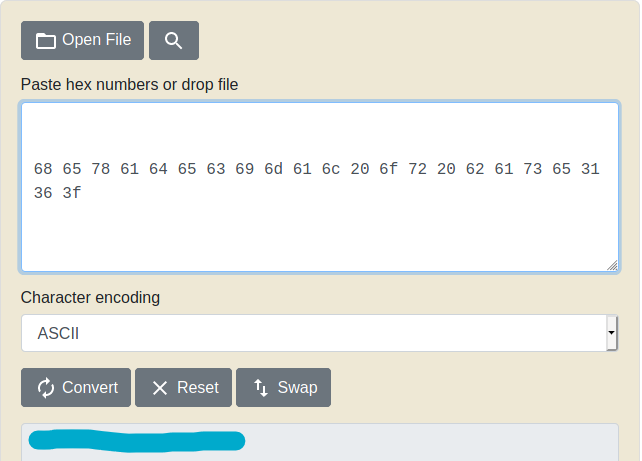 Open File
Paste hex numbers or drop file
68 65 78 61 64 65 63 69 6d 61 6c 20 6f 72 20 62 61 73 65 31
36 3f
Character encoding
ASCII
Convert Reset Swap